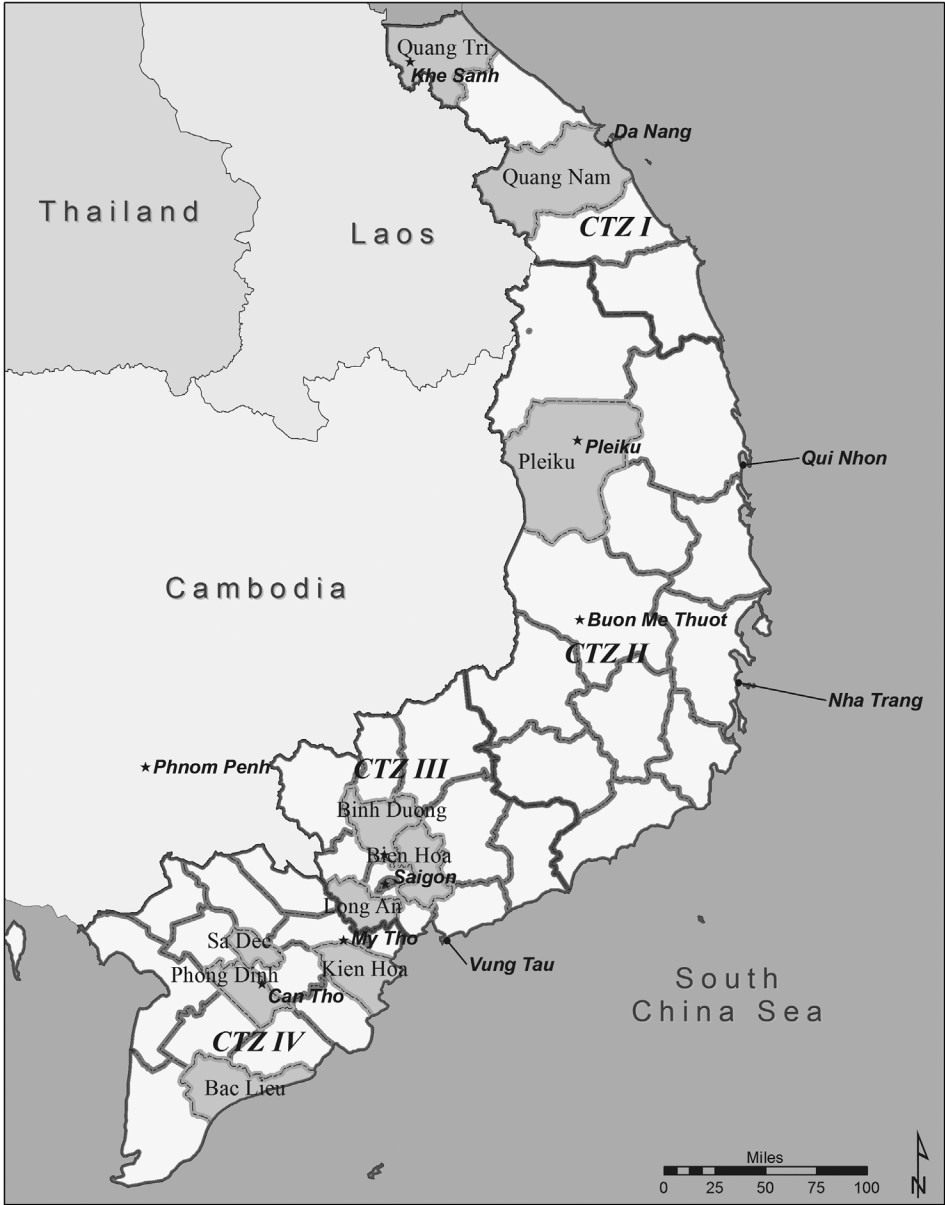 Quang Tri
Khe Sanh
Da Nang
Quang Nam
Thailand
CTZ I
Laos
Pleiku
Pleiku
Qui Nhon
Cambodia
Buon Me Thuot
CTZ II
Nha Trang
Phnom Penh
CTZ III
Binh Duong
Bien Hoa
Saigon
Long An
My Tho
Sa Dec
Vung Tau
Kien Hoa
Phong Dinh
Can Tho
South
China Sea
CTZ IV
Bac Lieu
Miles
0 25 50 75 100
N